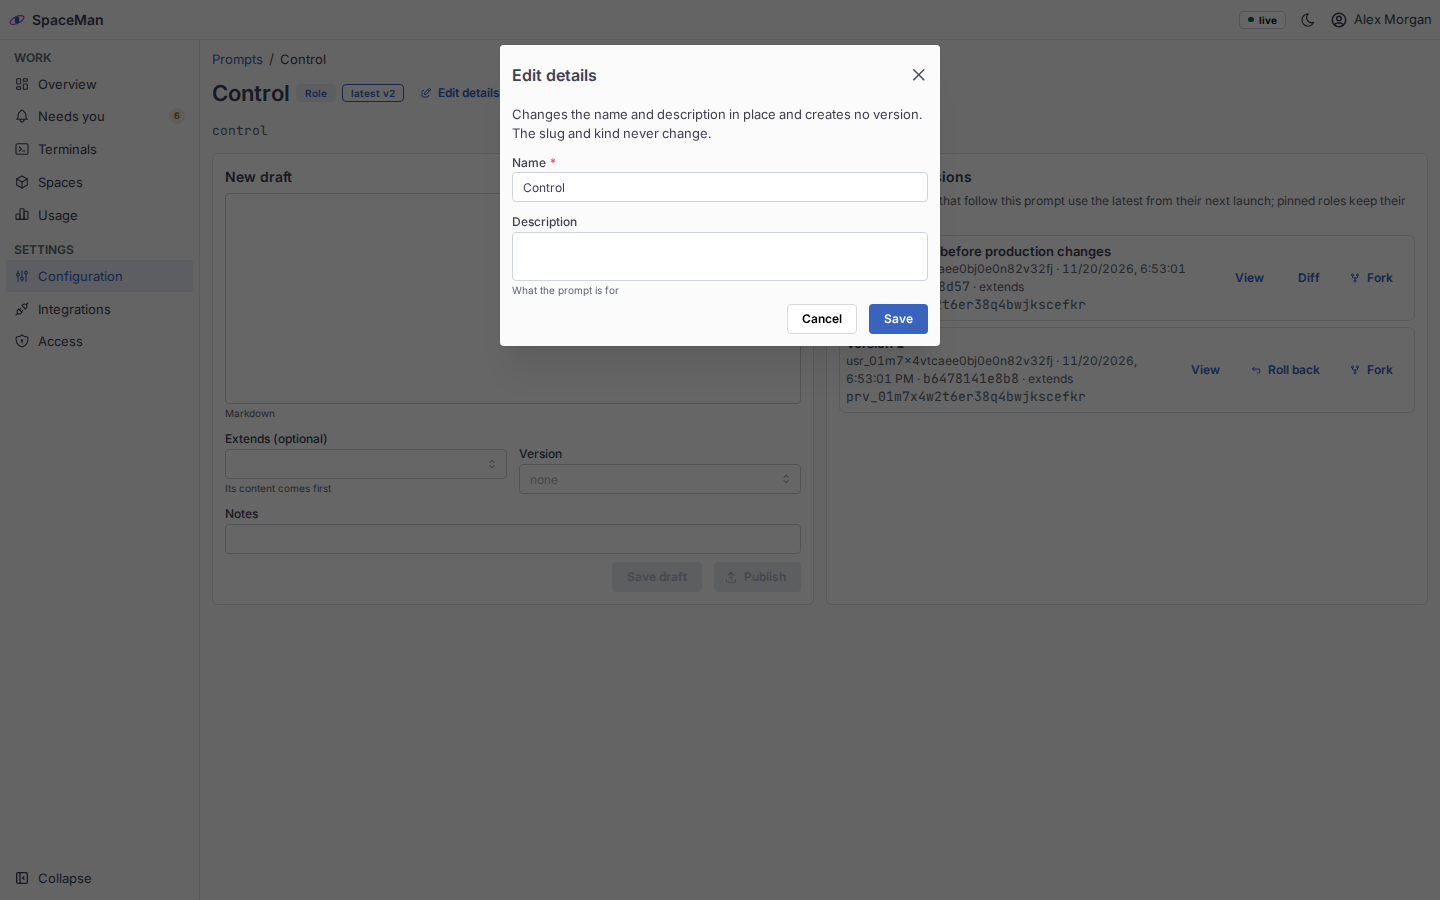 SpaceMan
live
Alex Morgan
WORK
Overview
Needs you
6
Terminals
Spaces
Usage
SETTINGS
Configuration
Integrations
Access
Collapse
Prompts / Control
Control
Role
latest v2
Edit details
control
New draft
Markdown
Extends (optional)
Its content comes first
Version
none
Notes
Save draft
Publish
Edit details
Changes the name and description in place and creates no version.
The slug and kind never change.
Name *
Control
Description
What the prompt is for
Cancel
Save
sions
that follow this prompt use the latest from their next launch; pinned roles keep their
before production changes
aee0bj0e0n82v32fj · 11/20/2026, 6:53:01
8d57 · extends
t6er38q4bwjkscefkr
View
Diff
Fork
usr_01m7x4vtcaee0bj0e0n82v32fj · 11/20/2026,
6:53:01 PM · b6478141e8b8 · extends
prv_01m7x4w2t6er38q4bwjkscefkr
View
Roll back
Fork